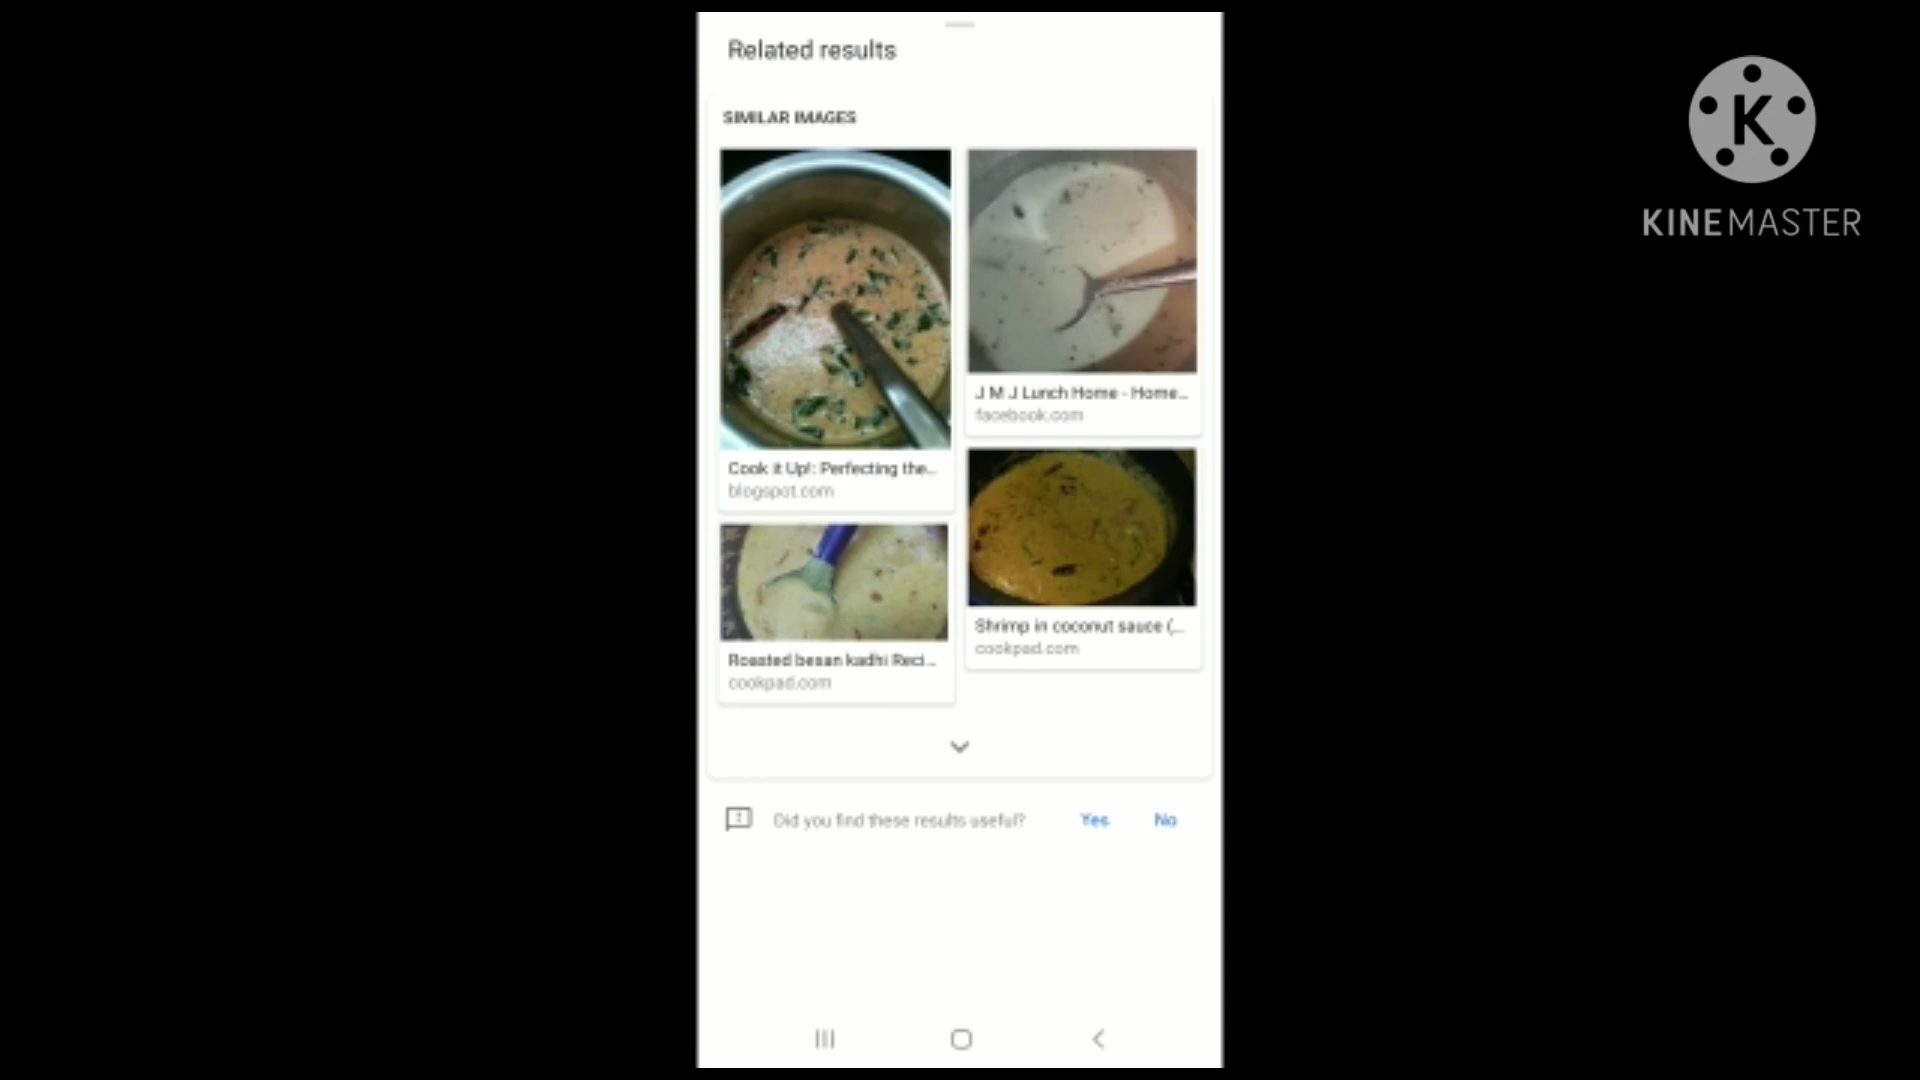 Related results
SIMILAR IMAGES
Cook it Up!: Perfecting the...
blogspot.com
J M J Lunch Home - Home...
facebook.com
Roasted besan kadhi Reci...
cookpad.com
Shrimp in coconut sauce (...
cookpad.com
Did you find these results useful?
Yes
No
K
KINEMASTER